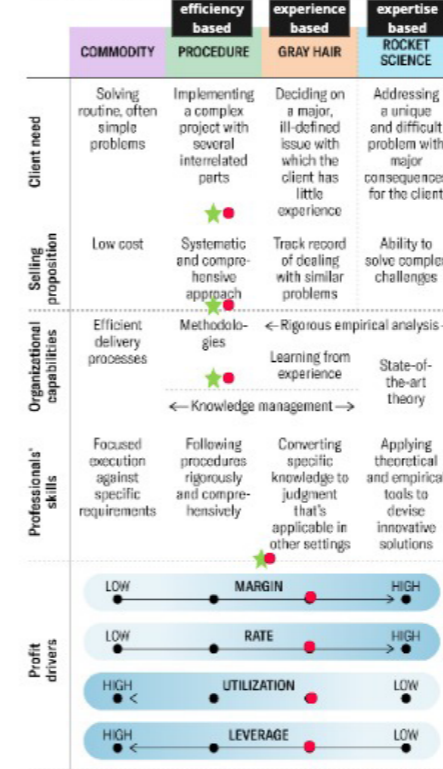 efficiency
based
experience
based
expertise
based
COMMODITY
PROCEDURE
GRAY HAIR
ROCKET
SCIENCE
Client need
Solving
routine, often
simple
problems
Implementing
a complex
project with
several
interrelated
parts
Deciding on
a major,
ill-defined
issue with
which the
client has
little
experience
Addressing
a unique
and difficult
problem with
major
consequences
for the client
Selling
proposition
Low cost
Systematic
and compre-
hensive
approach
Track record
of dealing
with similar
problems
Ability to
solve complex
challenges
Organizational
capabilities
Efficient
delivery
processes
Methodolo-
gies
Rigorous empirical analysis
Learning from
experience
State-of-
the-art
theory
Knowledge management
Professionals'
skills
Focused
execution
against
specific
requirements
Following
procedures
rigorously
and compre-
hensively
Converting
specific
knowledge to
judgment
that's
applicable in
other settings
Applying
theoretical
and empirical
tools to
devise
innovative
solutions
Profit
drivers
LOW MARGIN HIGH
LOW RATE HIGH
HIGH UTILIZATION LOW
HIGH LEVERAGE LOW